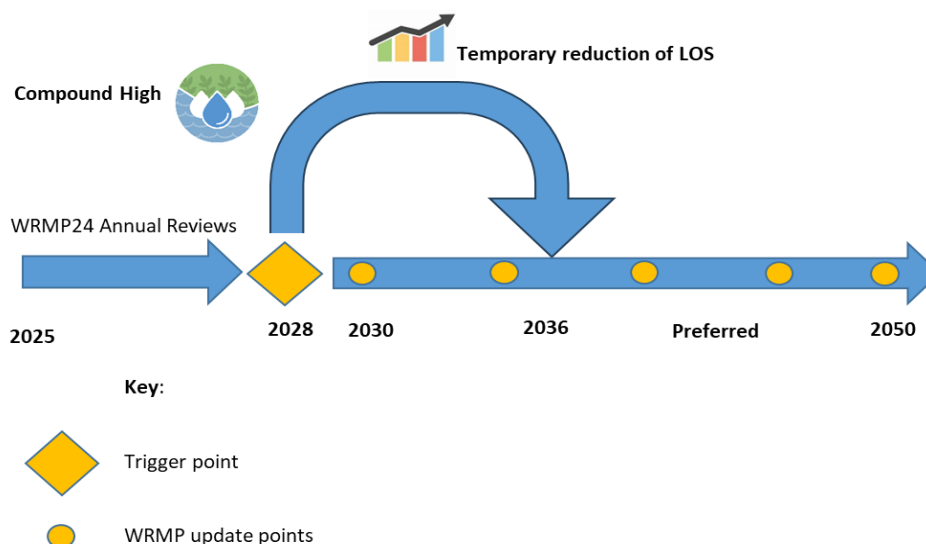 Temporary reduction of LOS
Compound High
WRMP24 Annual Reviews
2025
2028
2030
2036
Preferred
2050
Key:
Trigger point
WRMP update points